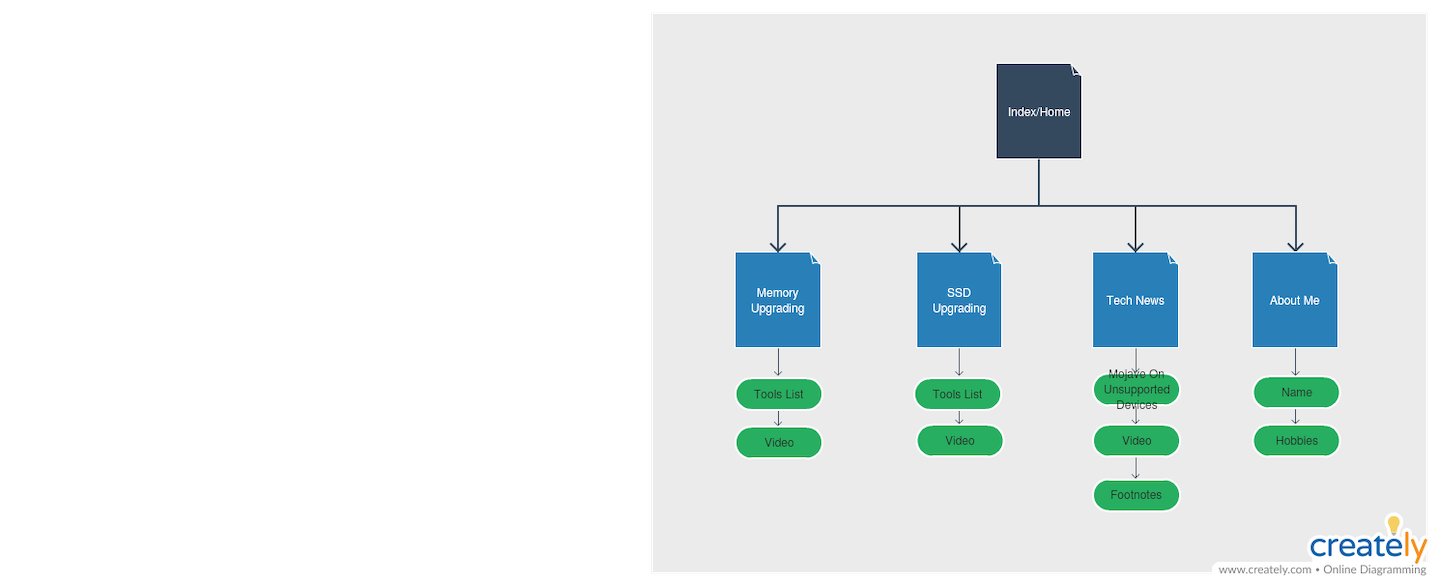 Index/Home
Memory
Upgrading
SSD
Upgrading
Tech News
About Me
Tools List
Tools List
Mojave On
Unsupported
Devices
Name
Video
Video
Video
Hobbies
Footnotes
creately
www.creately.com • Online Diagramming